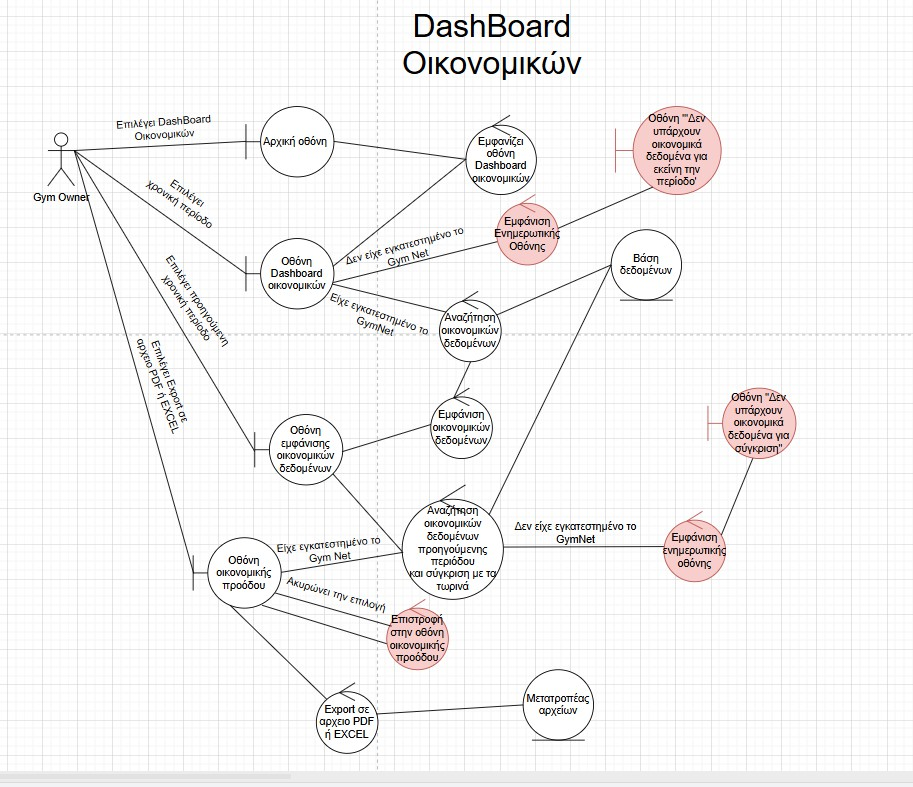 DashBoard
Οικονομικών
Επιλέγει DashBoard
Οικονομικών
Gym Owner
Αρχική οθόνη
Εμφανίζει
οθόνη
Dashboard
οικονομικών
Οθόνη "'Δεν
υπάρχουν
οικονομικά
δεδομένα για
εκείνη την
περίοδο'
Επιλέγει
χρονική περίοδο
Εμφάνιση
Ενημερωτικής
Οθόνης
Δεν είχε εγκατεστημένο το
Gym Net
Οθόνη
Dashboard
οικονομικών
Βάση
δεδομένων
Επιλέγει προηγούμενη
χρονική περίοδο
Είχε εγκατεστημένο το
GymNet
Αναζήτηση
οικονομικών
δεδομένων
Επιλέγει Export σε
αρχειο PDF ή EXCEL
Εμφάνιση
οικονομικών
δεδομένων
Οθόνη "Δεν
υπάρχουν
οικονομικά
δεδομένα για
σύγκριση"
Οθόνη
εμφάνισης
οικονομικών
δεδομένων
Αναζήτηση
οικονομικών
δεδομένων
προηγούμενης
περιόδου
και σύγκριση με τα
τωρινά
Δεν είχε εγκατεστημένο το
GymNet
Εμφάνιση
ενημερωτικής
οθόνης
Είχε εγκατεστημένο το
Gym Net
Οθόνη
οικονομικής
προόδου
Ακυρώνει την επιλογή
Επιστροφή
στην οθόνη
οικονομικής
προόδου
Export σε
αρχειο PDF
ή EXCEL
Μετατροπέας
αρχείων